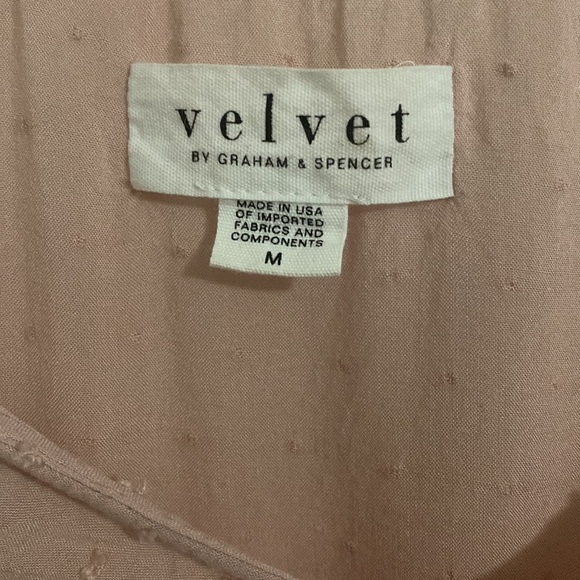 velvet
BY GRAHAM & SPENCER
MADE IN USA
OF IMPORTED
FABRICS AND
COMPONENTS
M